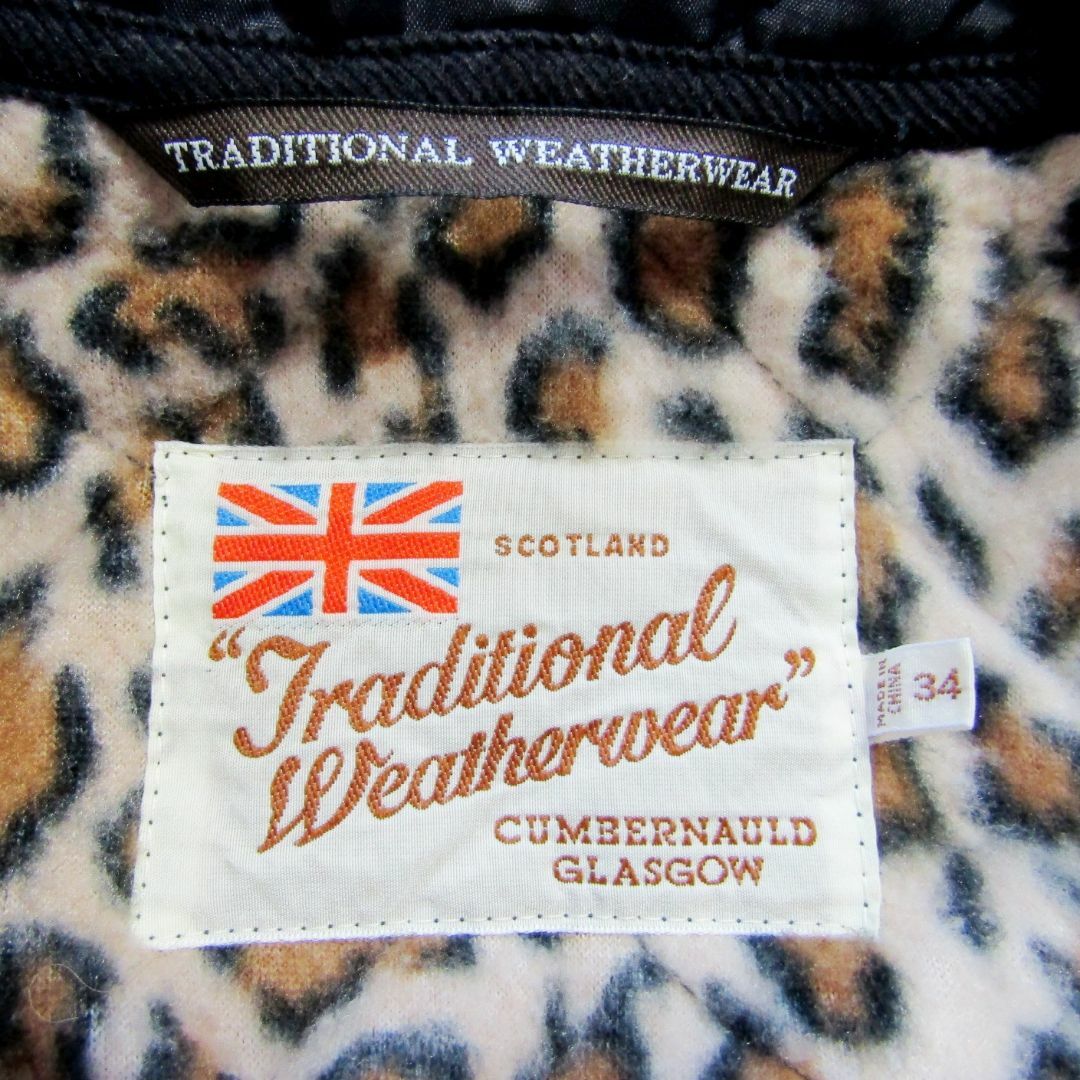 TRADITIONAL WEATHERWEAR
SCOTLAND
"Traditional
Weatherwear"
CUMBERNAULD
GLASGOW
MADE IN
CHINA
34